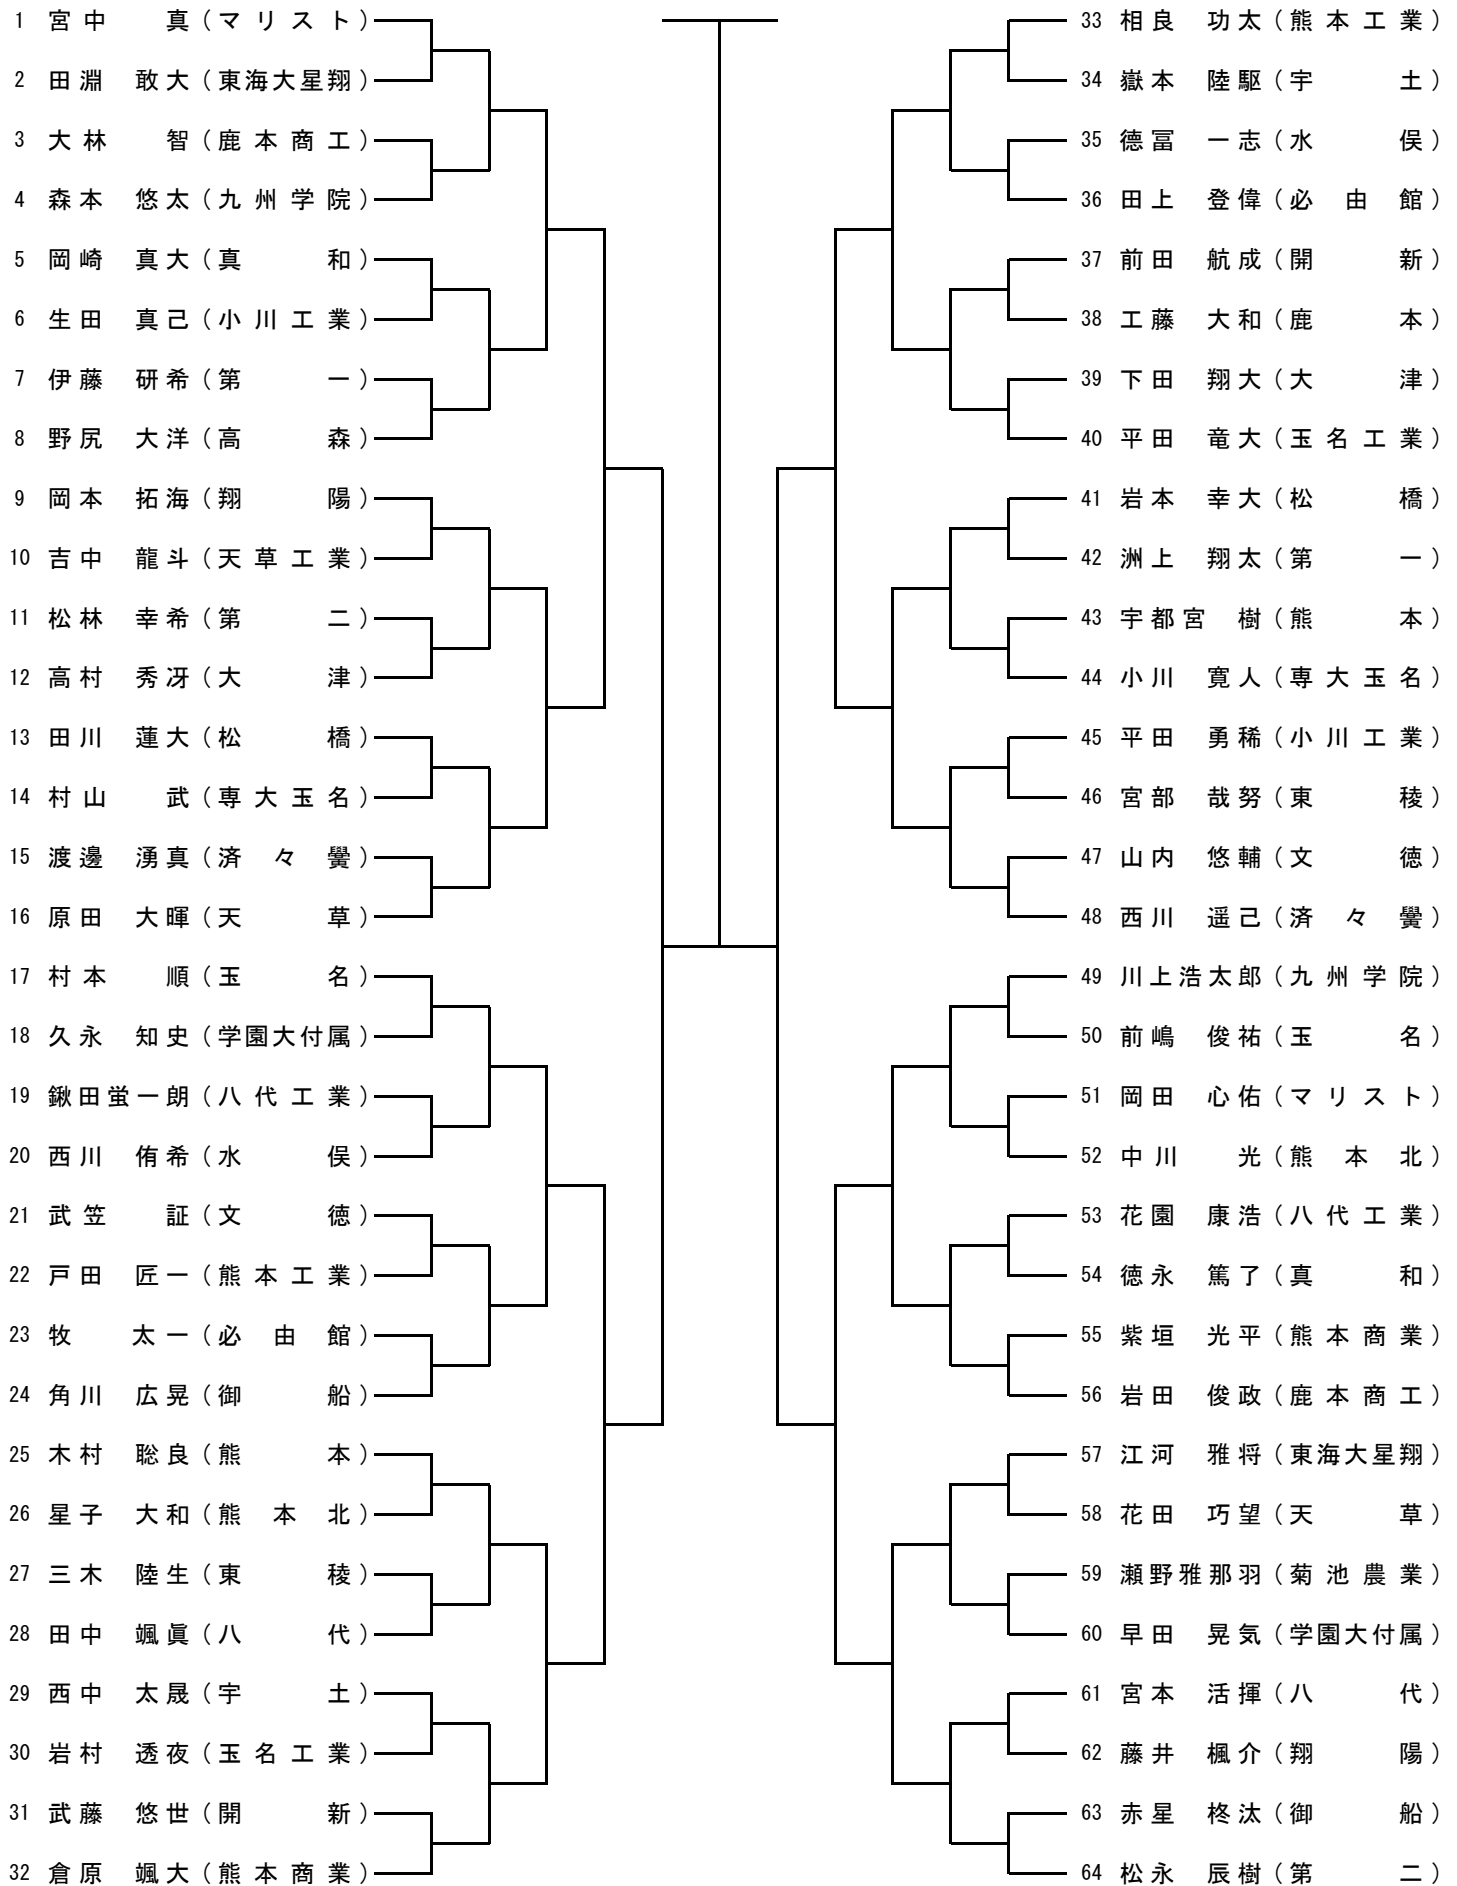 1 宮中 真（マリスト）
2 田淵 敢大（東海大星翔）
3 大林 智（鹿本商工）
4 森本 悠太（九州学院）
5 岡崎 真大（真和）
6 生田 真己（小川工業）
7 伊藤 研希（第一）
8 野尻 大洋（高森）
9 岡本 拓海（翔陽）
10 吉中 龍斗（天草工業）
11 松林 幸希（第二）
12 高村 秀冴（大津）
13 田川 蓮大（松橋）
14 村山 武（専大玉名）
15 渡邊 湧真（済々黌）
16 原田 大暉（天草）
17 村本 順（玉名）
18 久永 知史（学園大付属）
19 鍬田蛍一朗（八代工業）
20 西川 侑希（水俣）
21 武笠 証（文徳）
22 戸田 匠一（熊本工業）
23 牧 太一（必由館）
24 角川 広晃（御船）
25 木村 聡良（熊本）
26 星子 大和（熊本北）
27 三木 陸生（東稜）
28 田中 颯眞（八代）
29 西中 太晟（宇土）
30 岩村 透夜（玉名工業）
31 武藤 悠世（開新）
32 倉原 颯大（熊本商業）
33 相良 功太（熊本工業）
34 嶽本 陸駆（宇土）
35 德冨 一志（水俣）
36 田上 登偉（必由館）
37 前田 航成（開新）
38 工藤 大和（鹿本）
39 下田 翔大（大津）
40 平田 竜大（玉名工業）
41 岩本 幸大（松橋）
42 洲上 翔太（第一）
43 宇都宮 樹（熊本）
44 小川 寛人（専大玉名）
45 平田 勇稀（小川工業）
46 宮部 哉努（東稜）
47 山内 悠輔（文徳）
48 西川 遥己（済々黌）
49 川上浩太郎（九州学院）
50 前嶋 俊祐（玉名）
51 岡田 心佑（マリスト）
52 中川 光（熊本北）
53 花園 康浩（八代工業）
54 徳永 篤了（真和）
55 紫垣 光平（熊本商業）
56 岩田 俊政（鹿本商工）
57 江河 雅将（東海大星翔）
58 花田 巧望（天草）
59 瀬野雅那羽（菊池農業）
60 早田 晃気（学園大付属）
61 宮本 活揮（八代）
62 藤井 楓介（翔陽）
63 赤星 柊汰（御船）
64 松永 辰樹（第二）